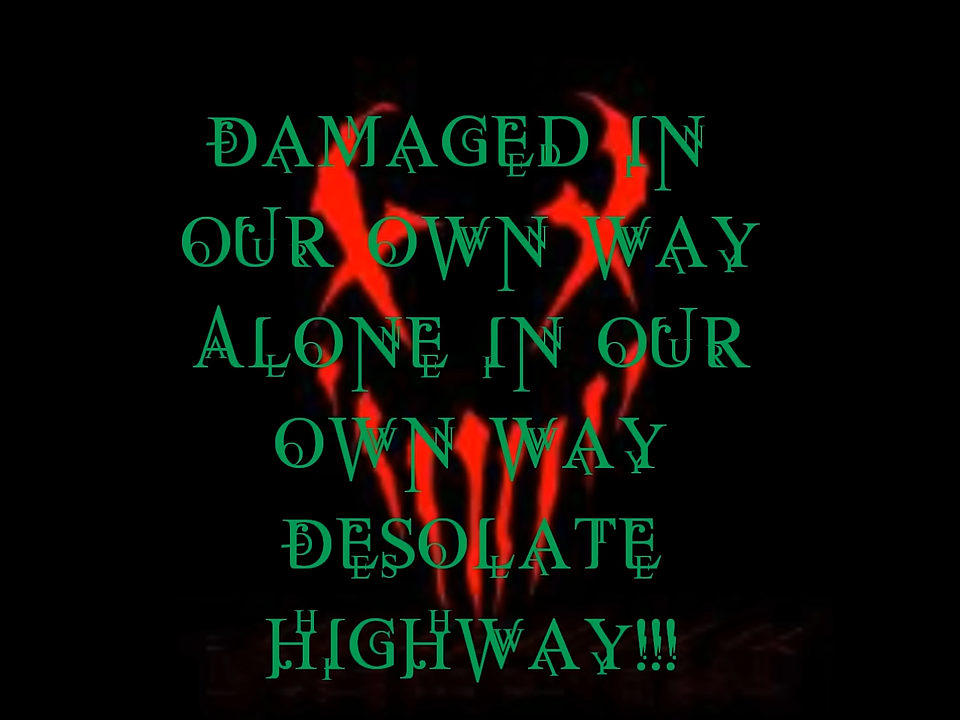 DAMAGED IN
OUR OWN WAY
ALONE IN OUR
OWN WAY
DESOLATE
HIGHWAY!!!